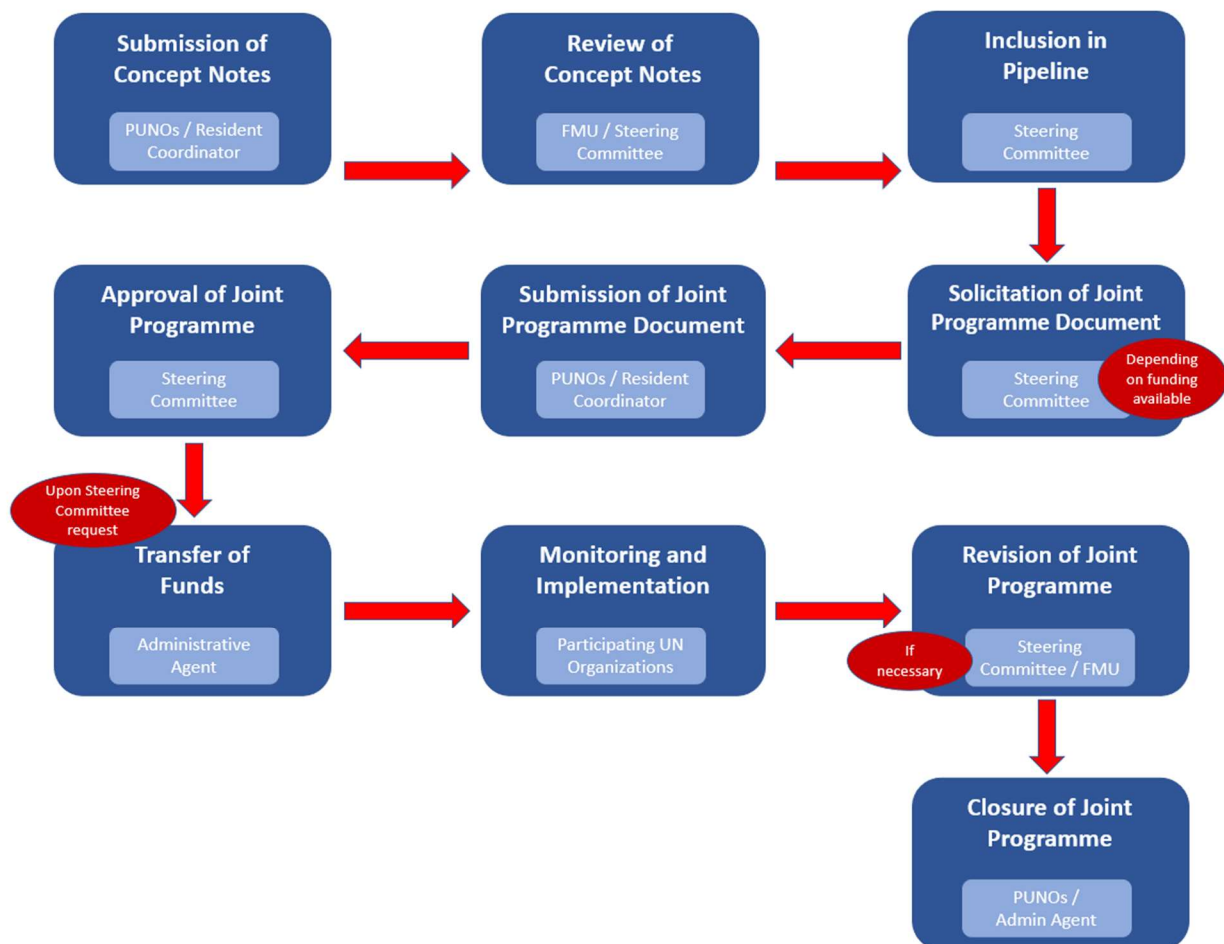 Submission of
Concept Notes
PUNOs / Resident
Coordinator
Review of
Concept Notes
FMU / Steering
Committee
Inclusion in
Pipeline
Steering
Committee
Solicitation of Joint
Programme Document
Steering
Committee
Depending
on funding
available
Submission of Joint
Programme Document
PUNOs / Resident
Coordinator
Approval of Joint
Programme
Steering
Committee
Upon Steering
Committee
request
Transfer of
Funds
Administrative
Agent
Monitoring and
Implementation
Participating UN
Organizations
Revision of Joint
Programme
If
necessary
Steering
Committee / FMU
Closure of Joint
Programme
PUNOs /
Admin Agent